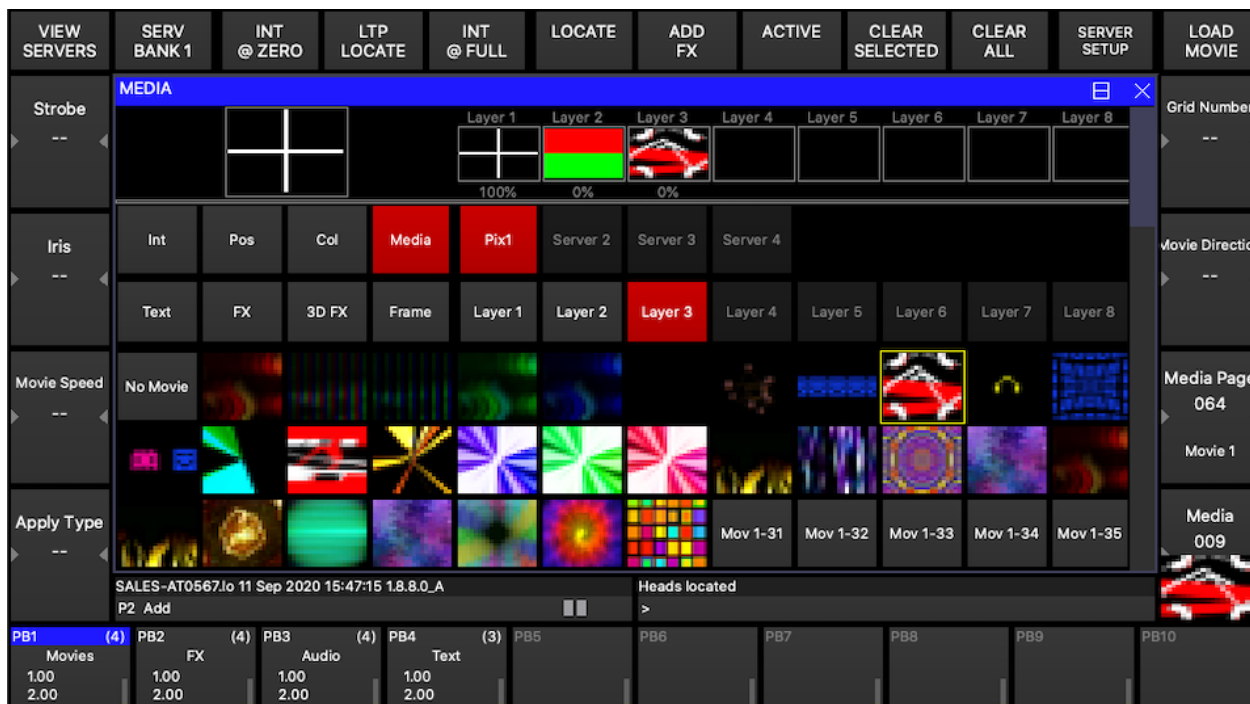 VIEW
SERVERS
SERV
BANK 1
INT
@ ZERO
LTP
LOCATE
INT
@ FULL
LOCATE
ADD
FX
ACTIVE
CLEAR
SELECTED
CLEAR
ALL
SERVER
SETUP
LOAD
MOVIE
MEDIA
Strobe
--
Iris
--
Movie Speed
--
Apply Type
--
Layer 1
Layer 2
Layer 3
Layer 4
Layer 5
Layer 6
Layer 7
Layer 8
100%
0%
0%
Int
Pos
Col
Media
Pix1
Server 2
Server 3
Server 4
Text
FX
3D FX
Frame
Layer 1
Layer 2
Layer 3
Layer 4
Layer 5
Layer 6
Layer 7
Layer 8
No Movie
Mov 1-31
Mov 1-32
Mov 1-33
Mov 1-34
Mov 1-35
Grid Number
--
Movie Directio
--
Media Page
064
Movie 1
Media
009
SALES-AT0567.lo 11 Sep 2020 15:47:15 1.8.8.0_A
Heads located
P2 Add
>
PB1 (4)
Movies
1.00
2.00
PB2 (4)
FX
1.00
2.00
PB3 (4)
Audio
1.00
2.00
PB4 (3)
Text
1.00
2.00
PB5
PB6
PB7
PB8
PB9
PB10